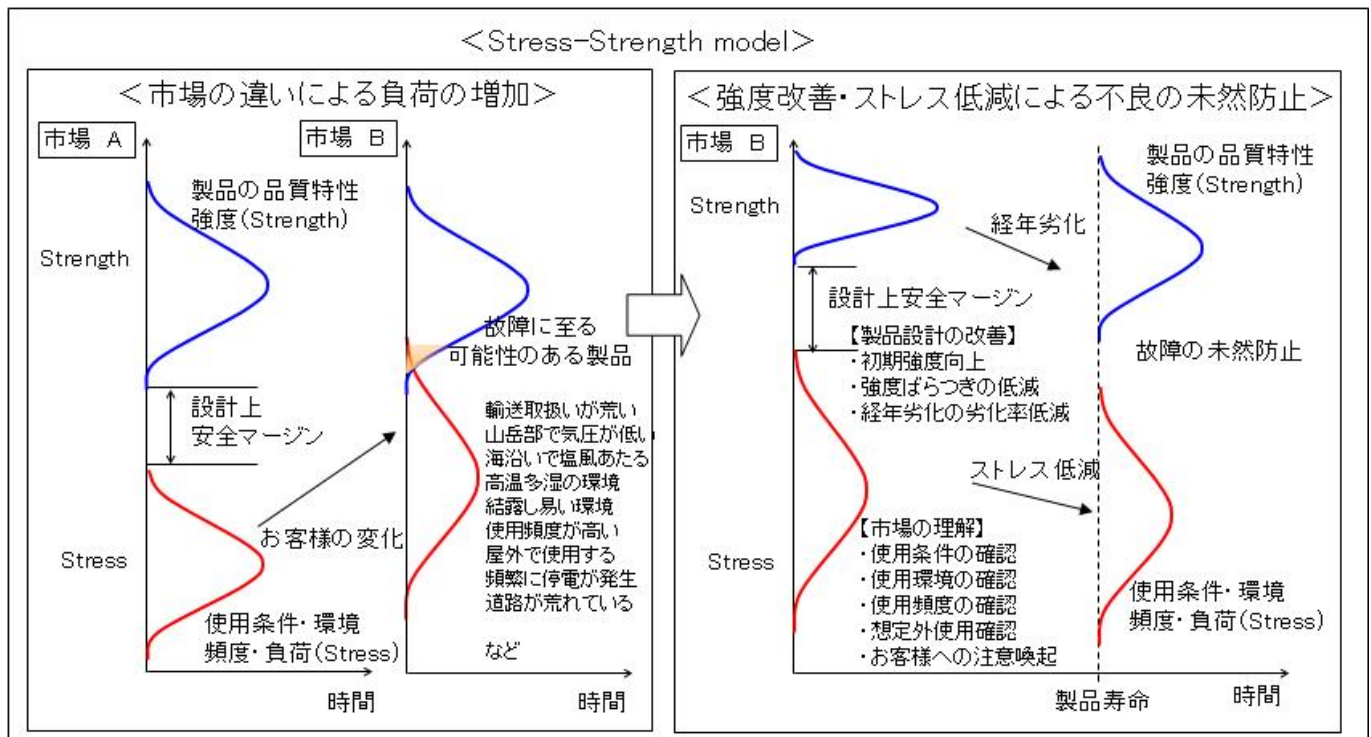 <Stress-Strength model>
<市場の違いによる負荷の増加>
市場 A
市場 B
製品の品質特性
強度(Strength)
Strength
設計上
安全マージン
故障に至る
可能性のある製品
輸送取扱いが荒い
山岳部で気圧が低い
海沿いで塩風あたる
高温多湿の環境
結露し易い環境
使用頻度が高い
屋外で使用する
頻繁に停電が発生
道路が荒れている
など
お客様の変化
Stress
使用条件・環境
頻度・負荷(Stress)
時間
時間
<強度改善・ストレス低減による不良の未然防止>
市場 B
製品の品質特性
強度(Strength)
Strength
経年劣化
設計上安全マージン
【製品設計の改善】
・初期強度向上
・強度ばらつきの低減
・経年劣化の劣化率低減
故障の未然防止
ストレス低減
【市場の理解】
・使用条件の確認
・使用環境の確認
・使用頻度の確認
・想定外使用確認
・お客様への注意喚起
使用条件・環境
頻度・負荷(Stress)
製品寿命
時間